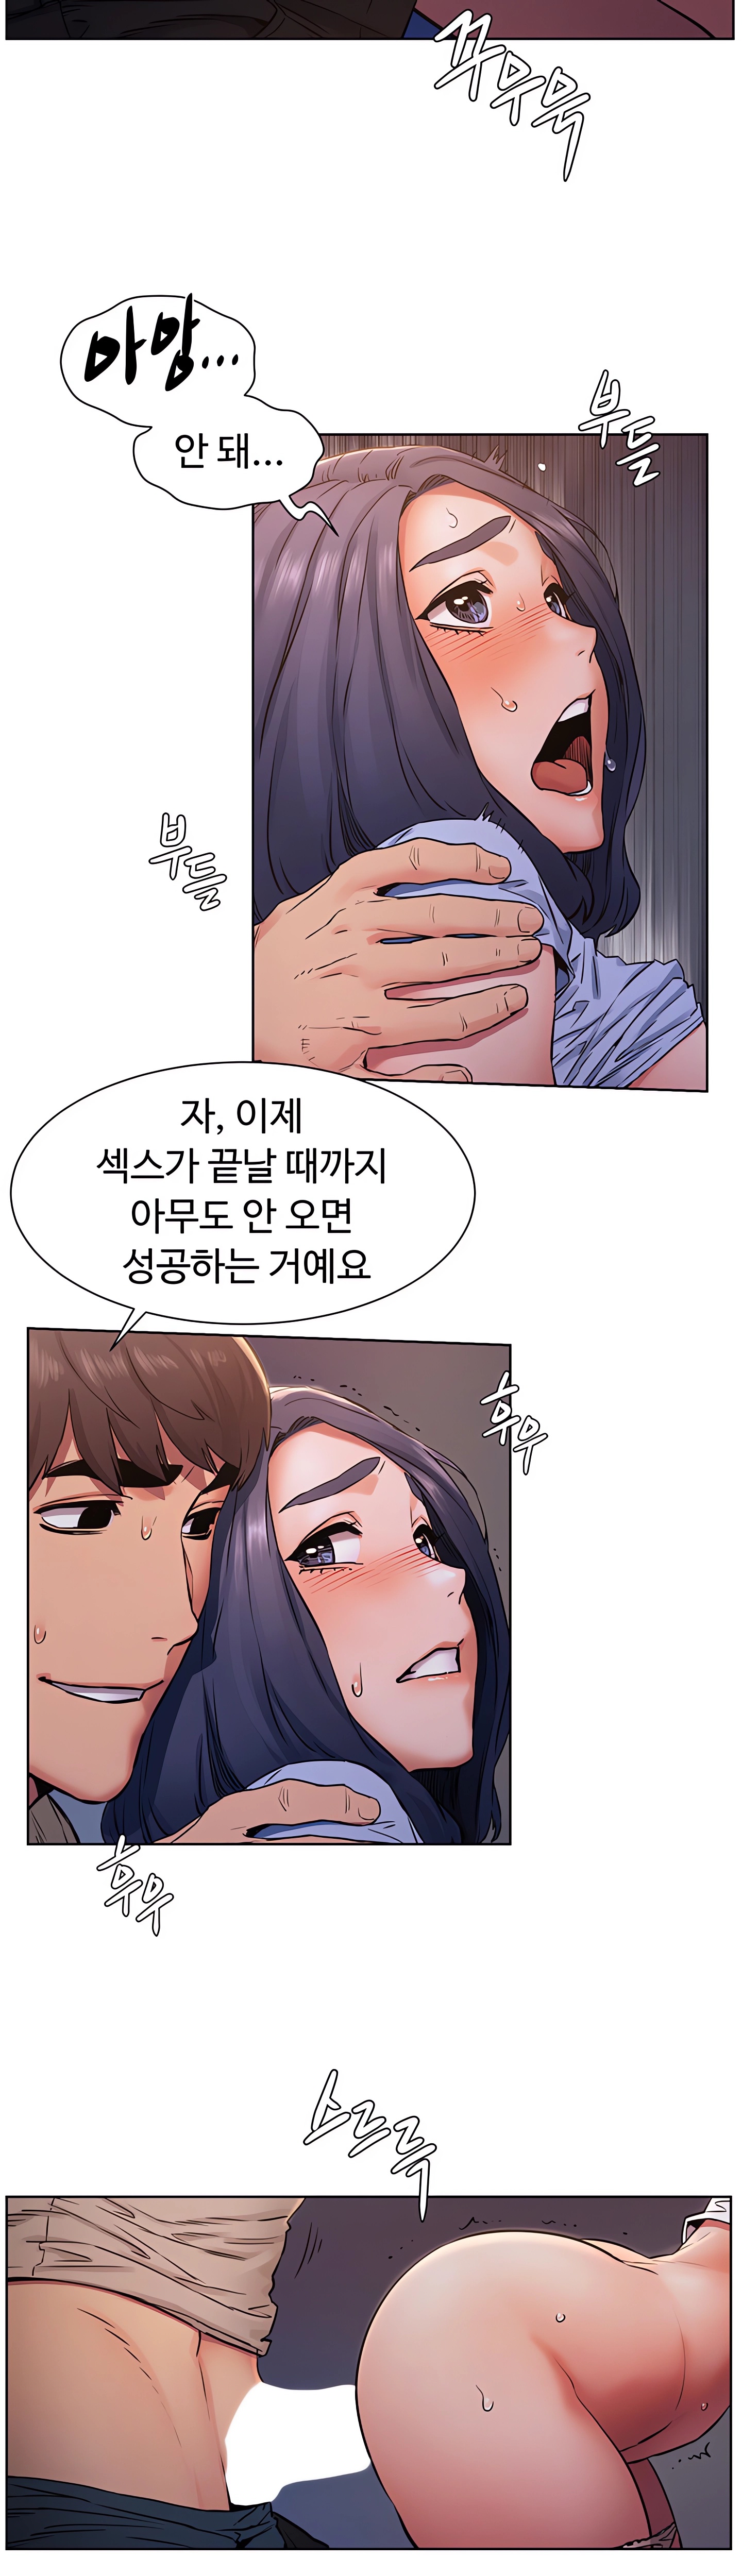 꾸우욱
아앙...
안 돼...
부들
부들
자, 이제
섹스가 끝날 때까지
아무도 안 오면
성공하는 거예요
후우
후우
스르륵